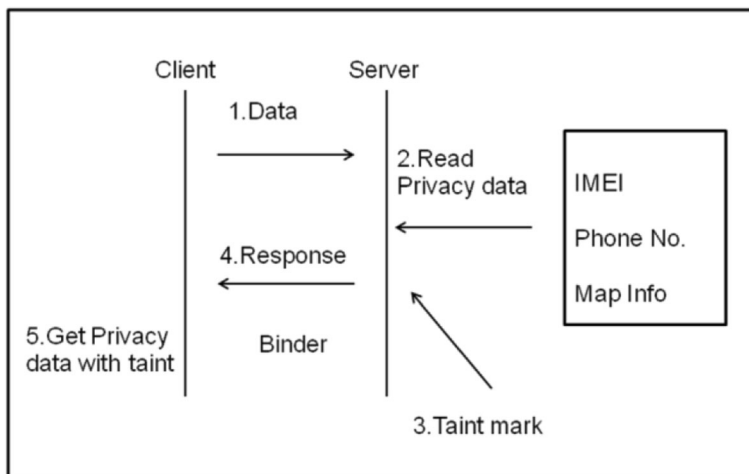 Client
Server
1.Data
2.Read
Privacy data
IMEI
Phone No.
Map Info
4.Response
5.Get Privacy
data with taint
Binder
3.Taint mark